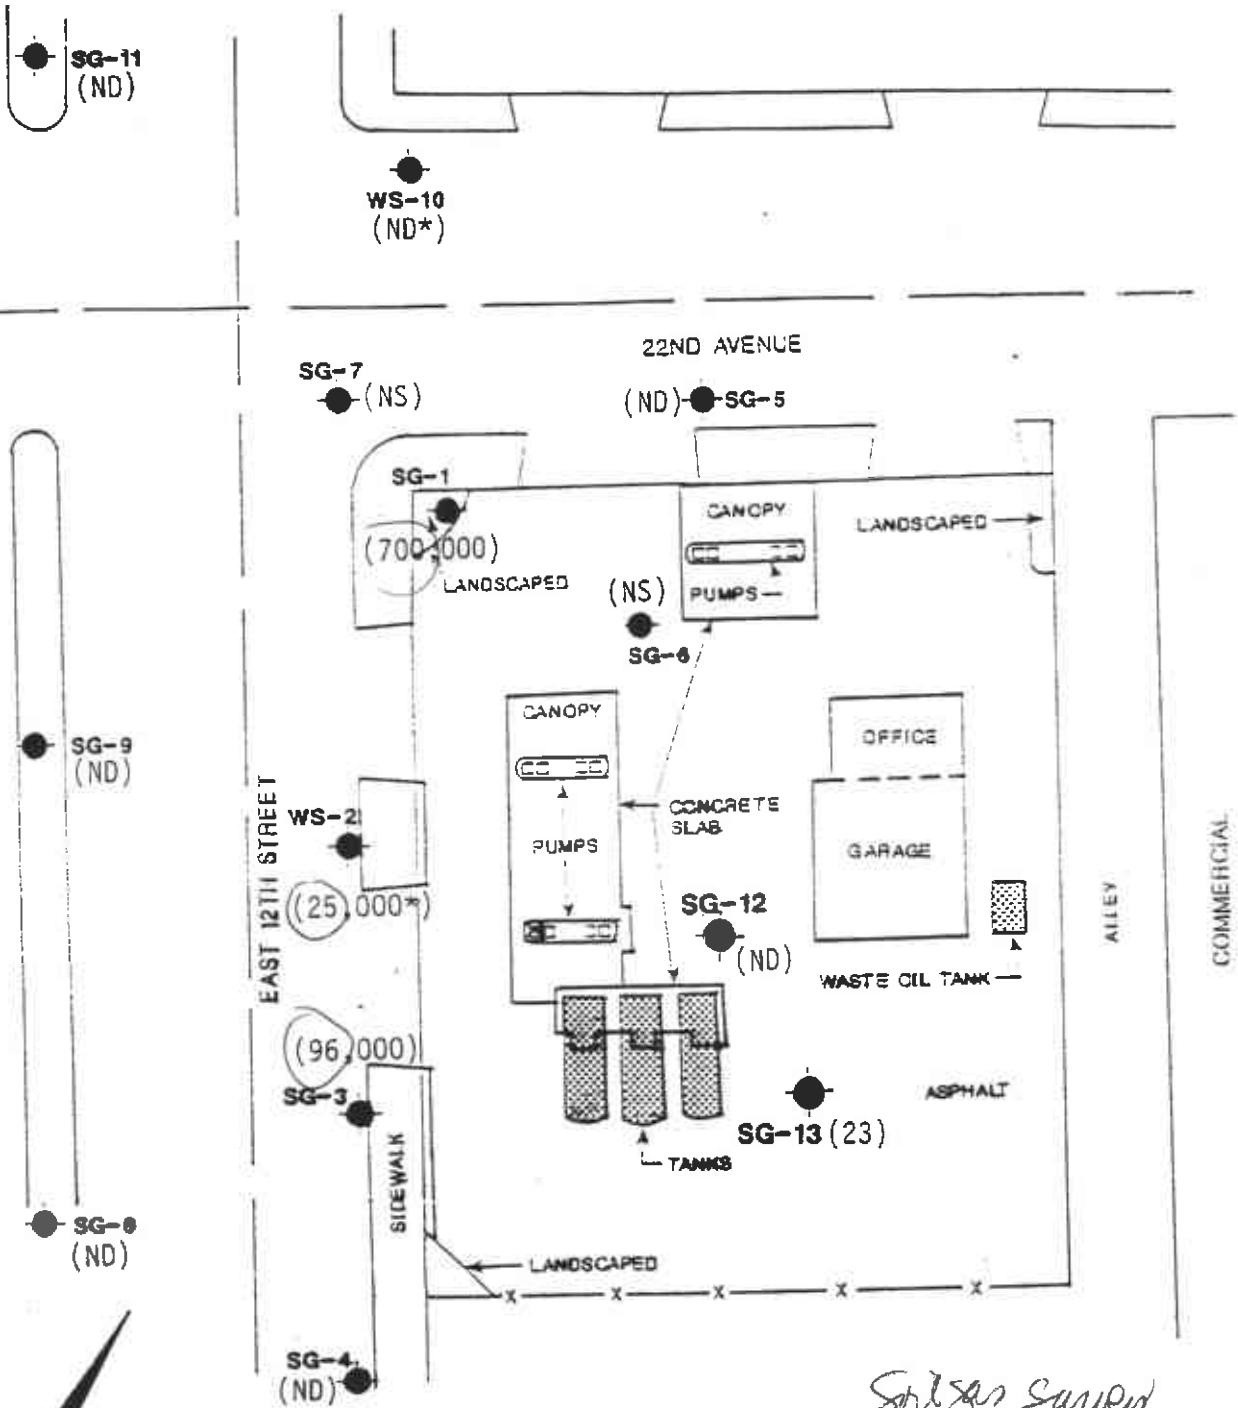 SG-11
(ND)
WS-10
(ND*)
22ND AVENUE
SG-7
(NS)
(ND)
SG-5
SG-1
(700,000)
LANDSCAPED
CANOPY
PUMPS
LANDSCAPED
(NS)
SG-6
CANOPY
PUMPS
CONCRETE
SLAB
OFFICE
GARAGE
SG-9
(ND)
EAST 12TH STREET
WS-2
(25,000*)
SG-12
(ND)
WASTE OIL TANK
ALLEY
COMMERCIAL
(96,000)
SG-3
SIDEWALK
TANKS
SG-13 (23)
ASPHALT
(ND)
LANDSCAPED
X X X X X
SG-4
(ND)
Soil Gas Survey